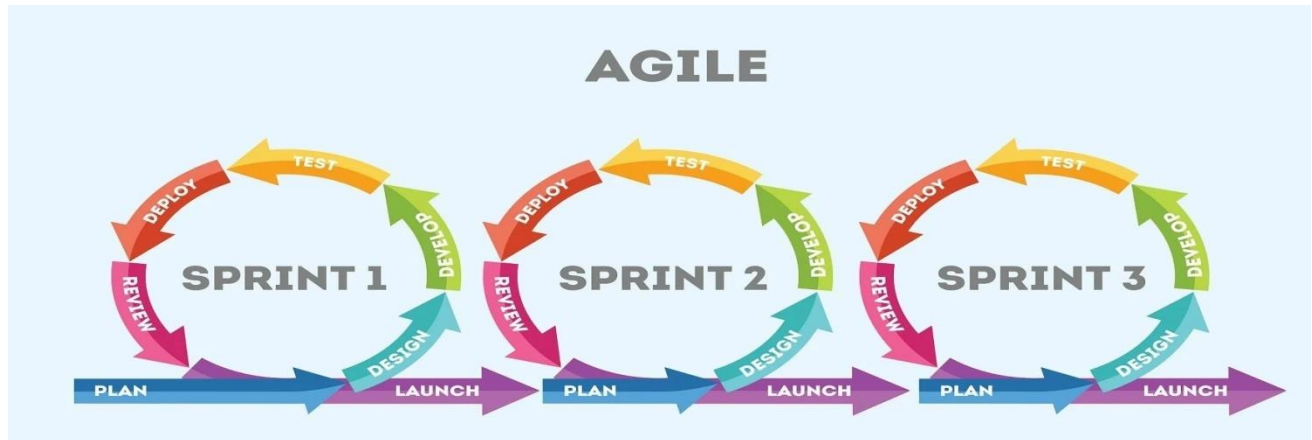 AGILE
SPRINT 1
PLAN
DESIGN
DEVELOP
TEST
DEPLOY
REVIEW
LAUNCH
SPRINT 2
PLAN
DESIGN
DEVELOP
TEST
DEPLOY
REVIEW
LAUNCH
SPRINT 3
PLAN
DESIGN
DEVELOP
TEST
DEPLOY
REVIEW
LAUNCH